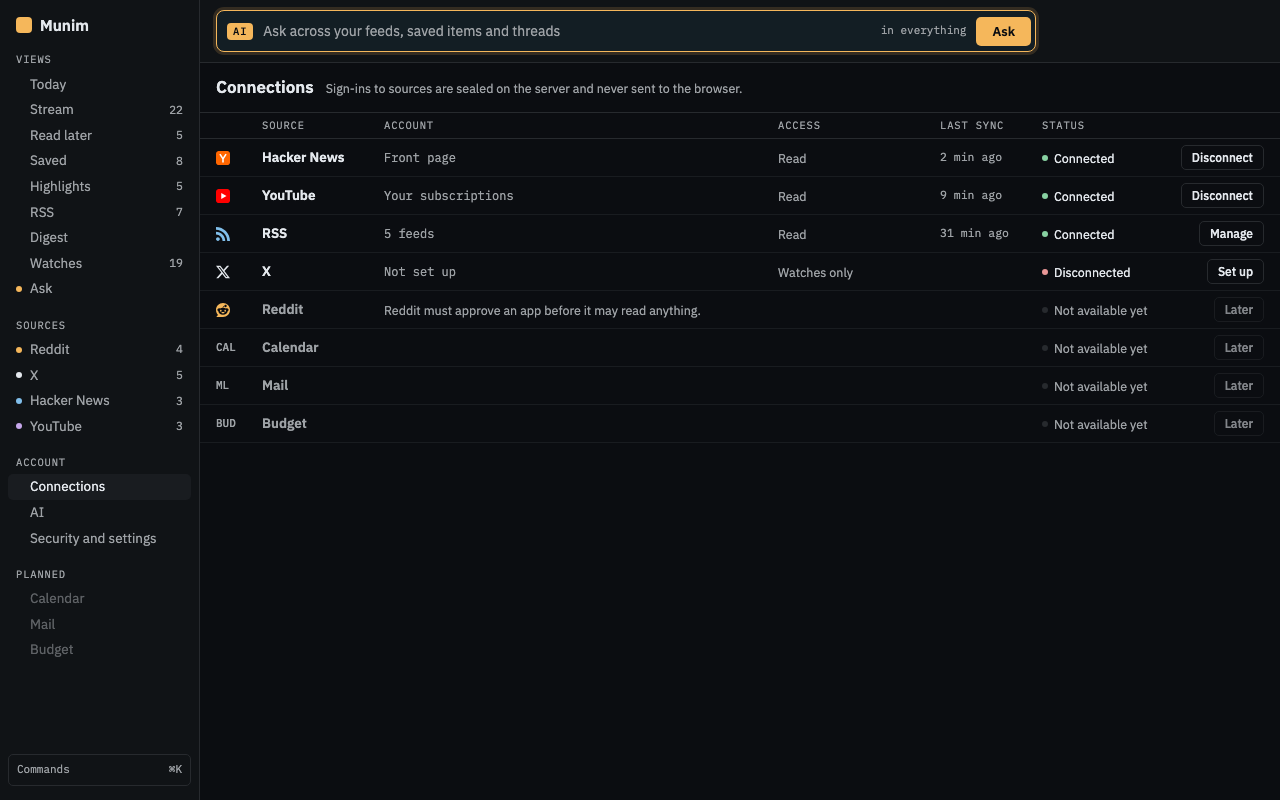 Munim
VIEWS
Today
Stream 22
Read later 5
Saved 8
Highlights 5
RSS 7
Digest
Watches 19
Ask
SOURCES
Reddit 4
X 5
Hacker News 3
YouTube 3
ACCOUNT
Connections
AI
Security and settings
PLANNED
Calendar
Mail
Budget
Commands ⌘K
AI Ask across your feeds, saved items and threads in everything Ask
Connections Sign-ins to sources are sealed on the server and never sent to the browser.
SOURCE ACCOUNT ACCESS LAST SYNC STATUS
Y Hacker News Front page Read 2 min ago Connected Disconnect
YouTube Your subscriptions Read 9 min ago Connected Disconnect
RSS 5 feeds Read 31 min ago Connected Manage
X Not set up Watches only Disconnected Set up
Reddit Reddit must approve an app before it may read anything. Not available yet Later
CAL Calendar Not available yet Later
ML Mail Not available yet Later
BUD Budget Not available yet Later